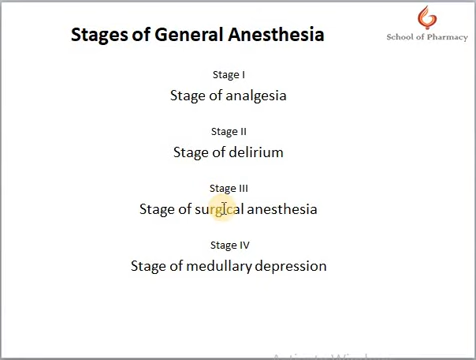 Stages of General Anesthesia
School of Pharmacy
Stage I
Stage of analgesia
Stage II
Stage of delirium
Stage III
Stage of surgical anesthesia
Stage IV
Stage of medullary depression